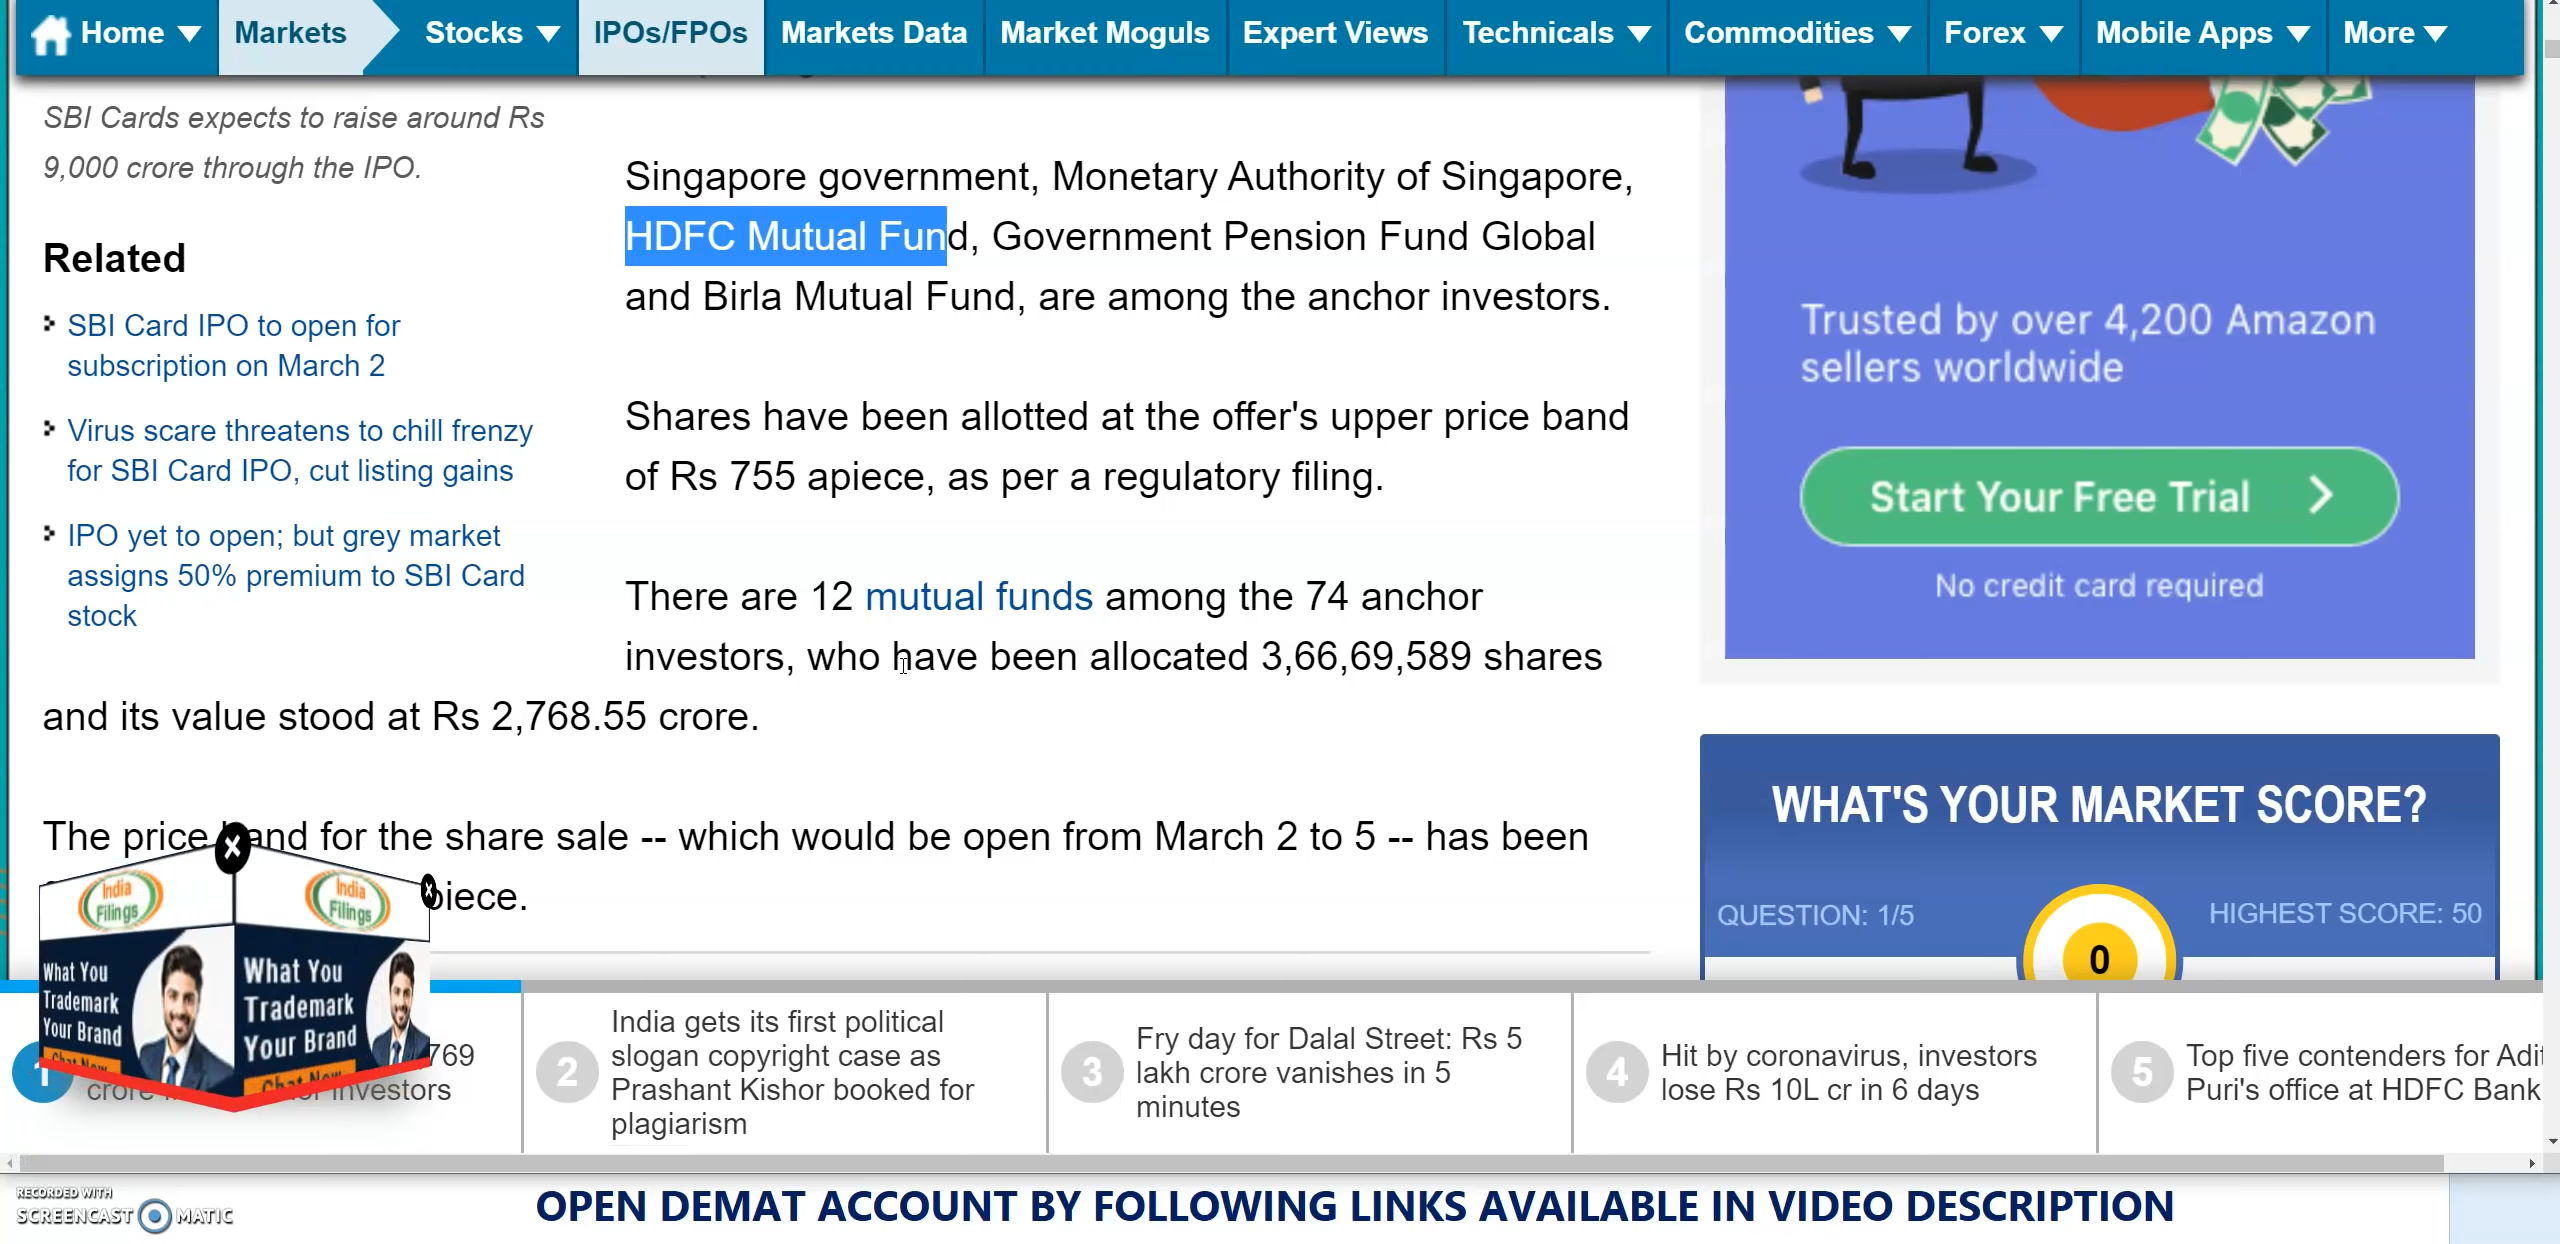 Home
Markets
Stocks
IPOs/FPOs
Markets Data
Market Moguls
Expert Views
Technicals
Commodities
Forex
Mobile Apps
More
SBI Cards expects to raise around Rs
9,000 crore through the IPO.
Related
SBI Card IPO to open for
subscription on March 2
Virus scare threatens to chill frenzy
for SBI Card IPO, cut listing gains
IPO yet to open; but grey market
assigns 50% premium to SBI Card
stock
Singapore government, Monetary Authority of Singapore,
HDFC Mutual Fund, Government Pension Fund Global
and Birla Mutual Fund, are among the anchor investors.
Shares have been allotted at the offer's upper price band
of Rs 755 apiece, as per a regulatory filing.
There are 12 mutual funds among the 74 anchor
investors, who have been allocated 3,66,69,589 shares
and its value stood at Rs 2,768.55 crore.
The price band for the share sale -- which would be open from March 2 to 5 -- has been
piece.
Trusted by over 4,200 Amazon
sellers worldwide
Start Your Free Trial
No credit card required
WHAT'S YOUR MARKET SCORE?
QUESTION: 1/5
0
HIGHEST SCORE: 50
India
Filings
What You
Trademark
Your Brand
Chat Now
India
Filings
What You
Trademark
Your Brand
Chat Now
1
769
crore
investors
2
India gets its first political
slogan copyright case as
Prashant Kishor booked for
plagiarism
3
Fry day for Dalal Street: Rs 5
lakh crore vanishes in 5
minutes
4
Hit by coronavirus, investors
lose Rs 10L cr in 6 days
5
Top five contenders for Adit
Puri's office at HDFC Bank
RECORDED WITH
SCREENCAST MATIC
OPEN DEMAT ACCOUNT BY FOLLOWING LINKS AVAILABLE IN VIDEO DESCRIPTION